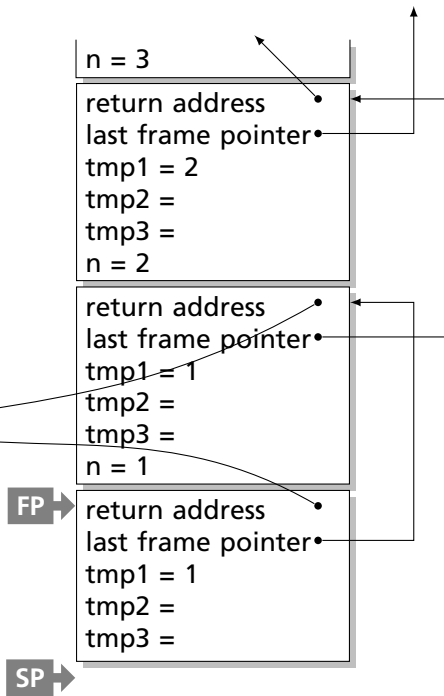 n = 3
return address
last frame pointer
tmp1 = 2
tmp2 =
tmp3 =
n = 2
return address
last frame pointer
tmp1 = 1
tmp2 =
tmp3 =
n = 1
FP
return address
last frame pointer
tmp1 = 1
tmp2 =
tmp3 =
SP